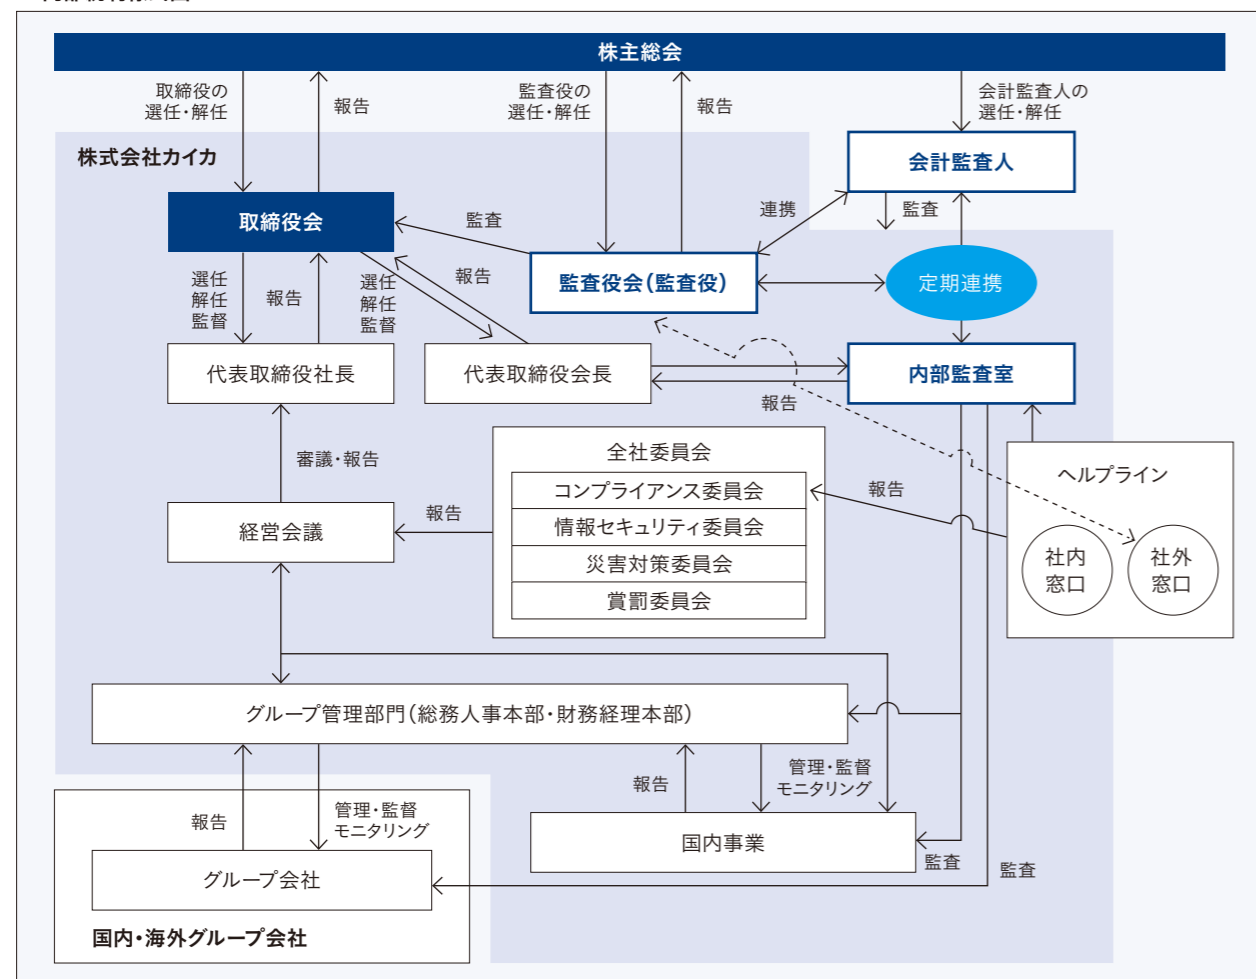 株主総会
取締役の
選任・解任
報告
監査役の
選任・解任
報告
会計監査人の
選任・解任
株式会社カイカ
会計監査人
取締役会
監査
連携
監査
監査役会(監査役)
定期連携
選任
解任
監督
報告
選任
解任
監督
報告
代表取締役社長
代表取締役会長
内部監査室
報告
審議・報告
全社委員会
コンプライアンス委員会
情報セキュリティ委員会
災害対策委員会
賞罰委員会
報告
ヘルプライン
社内
窓口
社外
窓口
経営会議
報告
グループ管理部門(総務人事本部・財務経理本部)
報告
管理・監督
モニタリング
報告
管理・監督
モニタリング
国内事業
監査
監査
グループ会社
国内・海外グループ会社